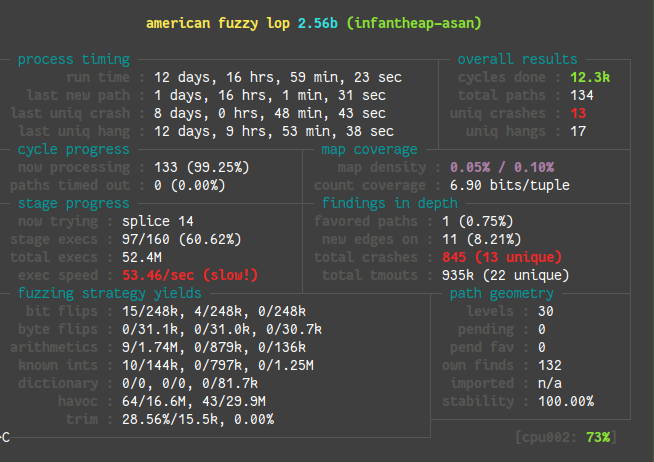 american fuzzy lop 2.56b (infantheap-asan)
process timing
overall results
run time : 12 days, 16 hrs, 59 min, 23 sec
cycles done : 12.3k
last new path : 1 days, 16 hrs, 1 min, 31 sec
total paths : 134
last uniq crash : 8 days, 0 hrs, 48 min, 43 sec
uniq crashes : 13
last uniq hang : 12 days, 9 hrs, 53 min, 38 sec
uniq hangs : 17
cycle progress
map coverage
now processing : 133 (99.25%)
map density : 0.05% / 0.10%
paths timed out : 0 (0.00%)
count coverage : 6.90 bits/tuple
stage progress
findings in depth
now trying : splice 14
favored paths : 1 (0.75%)
stage execs : 97/160 (60.62%)
new edges on : 11 (8.21%)
total execs : 52.4M
total crashes : 845 (13 unique)
exec speed : 53.46/sec (slow!)
total tmouts : 935k (22 unique)
fuzzing strategy yields
path geometry
bit flips : 15/248k, 4/248k, 0/248k
levels : 30
byte flips : 0/31.1k, 0/31.0k, 0/30.7k
pending : 0
arithmetics : 9/1.74M, 0/879k, 0/136k
pend fav : 0
known ints : 10/144k, 0/797k, 0/1.25M
own finds : 132
dictionary : 0/0, 0/0, 0/81.7k
imported : n/a
havoc : 64/16.6M, 43/29.9M
stability : 100.00%
trim : 28.56%/15.5k, 0.00%
C
[cpu002: 73%]